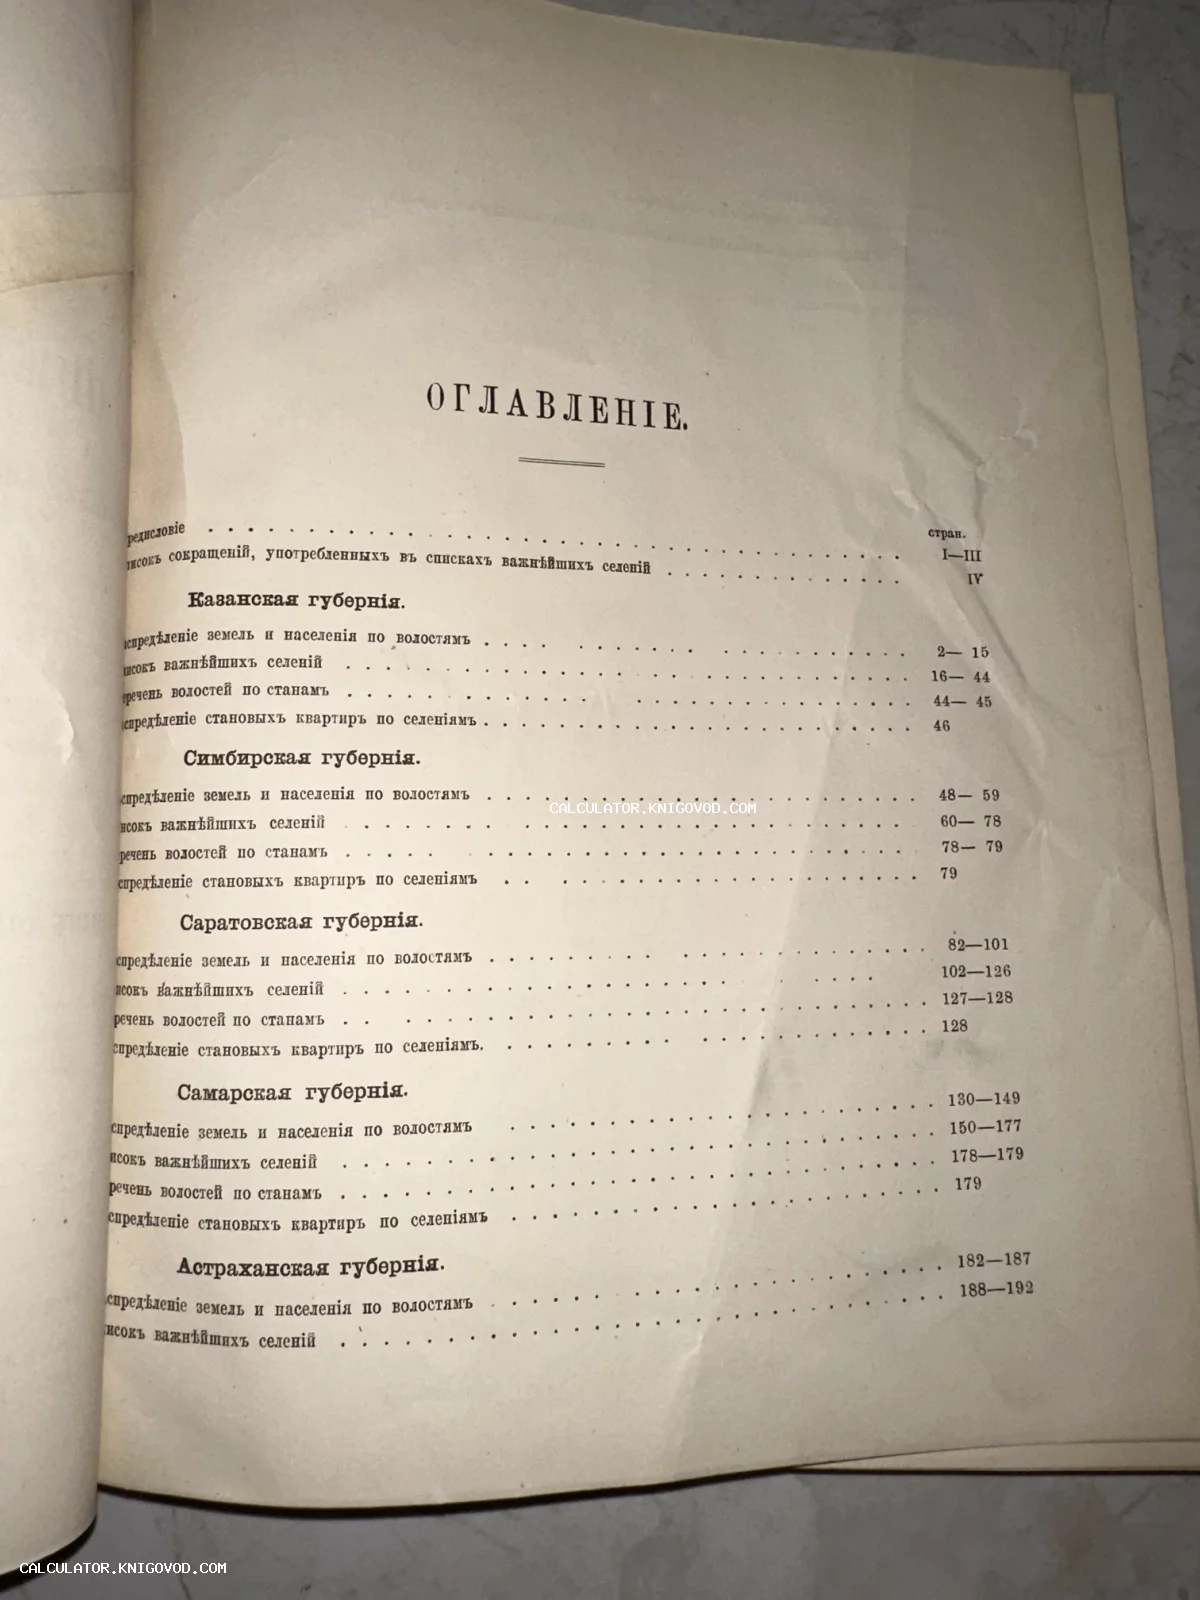 ОГЛАВЛЕНІЕ.
стран.
редисловіе I—III
писокъ сокращеній, употребленныхъ въ спискахъ важнѣйшихъ селеній IV
Казанская губернія.
спредѣленіе земель и населенія по волостямъ 2— 15
писокъ важнѣйшихъ селеній 16— 44
еречень волостей по станамъ 44— 45
спредѣленіе становыхъ квартиръ по селеніямъ 46
Симбирская губернія.
спредѣленіе земель и населенія по волостямъ 48— 59
исокъ важнѣйшихъ селеній 60— 78
речень волостей по станамъ 78— 79
спредѣленіе становыхъ квартиръ по селеніямъ 79
CALCULATOR.KNIGOVOD.COM
Саратовская губернія.
спредѣленіе земель и населенія по волостямъ 82—101
исокъ важнѣйшихъ селеній 102—126
речень волостей по станамъ 127—128
спредѣленіе становыхъ квартиръ по селеніямъ. 128
Самарская губернія.
спредѣленіе земель и населенія по волостямъ 130—149
исокъ важнѣйшихъ селеній 150—177
речень волостей по станамъ 178—179
спредѣленіе становыхъ квартиръ по селеніямъ 179
Астраханская губернія.
спредѣленіе земель и населенія по волостямъ 182—187
исокъ важнѣйшихъ селеній 188—192
CALCULATOR.KNIGOVOD.COM